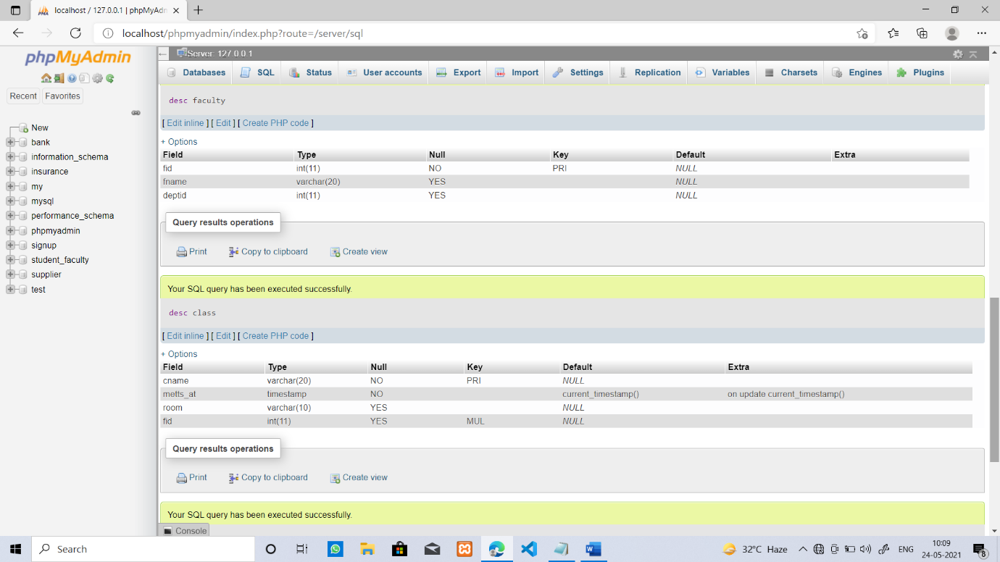 localhost / 127.0.0.1 | phpMyAdn
localhost/phpmyadmin/index.php?route=/server/sql
phpMyAdmin
Server: 127.0.0.1
Databases SQL Status User accounts Export Import Settings Replication Variables Charsets Engines Plugins
Recent Favorites
New
bank
information_schema
insurance
my
mysql
performance_schema
phpmyadmin
signup
student_faculty
supplier
test
desc faculty
[ Edit inline ] [ Edit ] [ Create PHP code ]
+ Options
Field Type Null Key Default Extra
fid int(11) NO PRI NULL
fname varchar(20) YES NULL
deptid int(11) YES NULL
Query results operations
Print Copy to clipboard Create view
Your SQL query has been executed successfully.
desc class
[ Edit inline ] [ Edit ] [ Create PHP code ]
+ Options
Field Type Null Key Default Extra
cname varchar(20) NO PRI NULL
metts_at timestamp NO current_timestamp() on update current_timestamp()
room varchar(10) YES NULL
fid int(11) YES MUL NULL
Query results operations
Print Copy to clipboard Create view
Your SQL query has been executed successfully.
Console
Search
32°C Haze
ENG
10:09
24-05-2021
8